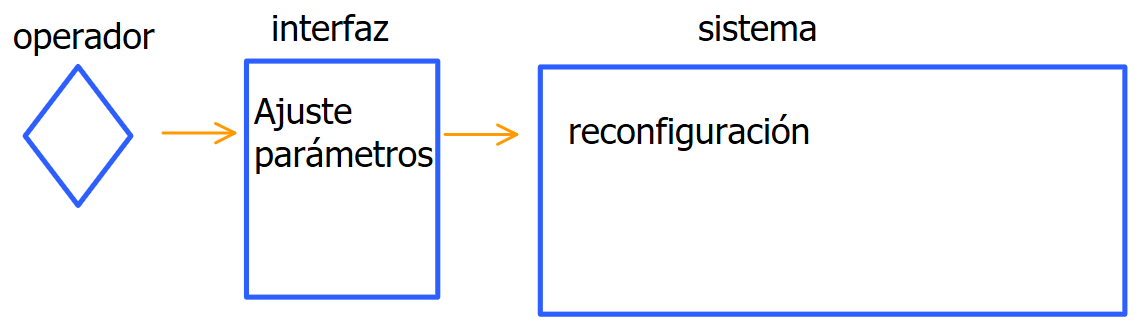 operador
interfaz
sistema
Ajuste
parámetros
reconfiguración